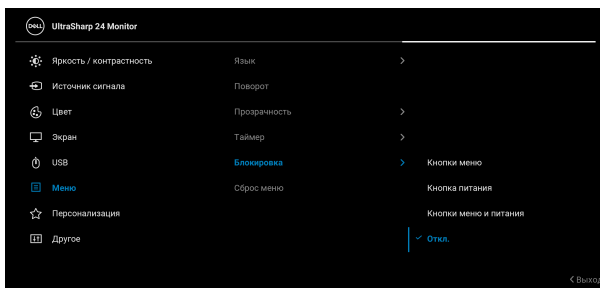 DELL UltraSharp 24 Monitor
Яркость / контрастность Язык
Источник сигнала Поворот
Цвет Прозрачность
Экран Таймер
USB Блокировка Кнопки меню
Меню Сброс меню Кнопка питания
Персонализация Кнопки меню и питания
Другое Откл.
Выход